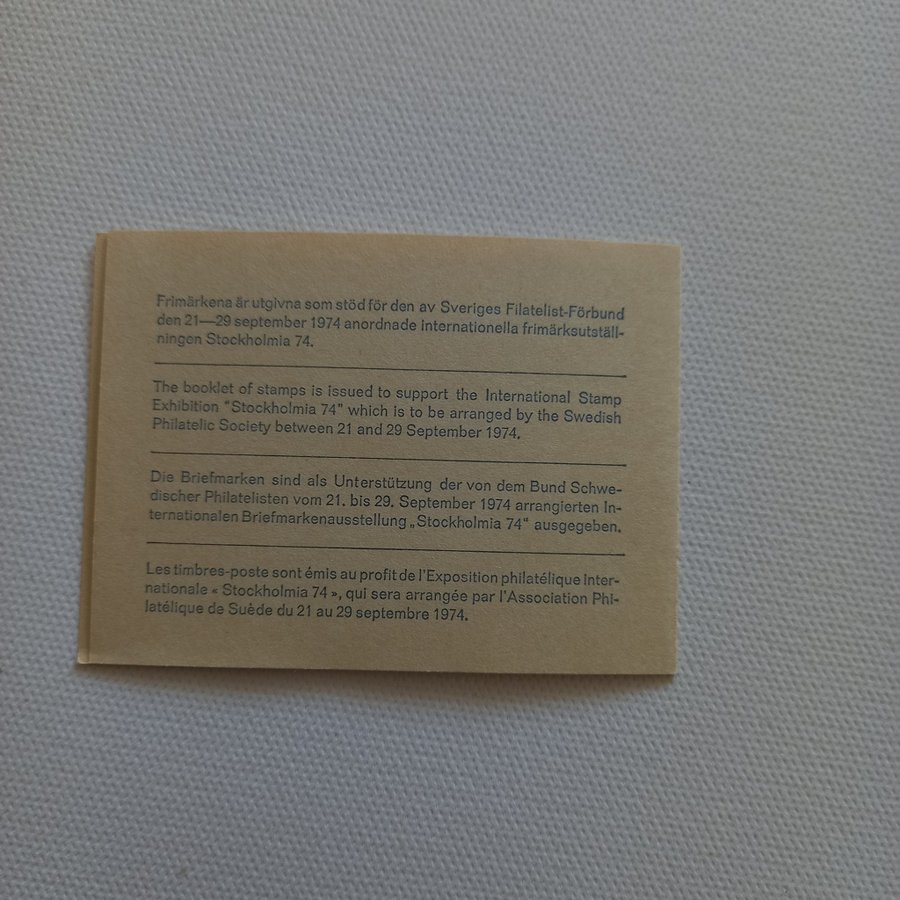 Frimärkena är utgivna som stöd för den av Sveriges Filatelist-Förbund
den 21—29 september 1974 anordnade internationella frimärksutställ-
ningen Stockholmia 74.
The booklet of stamps is issued to support the International Stamp
Exhibition "Stockholmia 74" which is to be arranged by the Swedish
Philatelic Society between 21 and 29 September 1974.
Die Briefmarken sind als Unterstützung der von dem Bund Schwe-
discher Philatelisten vom 21. bis 29. September 1974 arrangierten In-
ternationalen Briefmarkenausstellung „Stockholmia 74" ausgegeben.
Les timbres-poste sont émis au profit de l'Exposition philatélique Inter-
nationale « Stockholmia 74 », qui sera arrangée par l'Association Phi-
latélique de Suède du 21 au 29 septembre 1974.